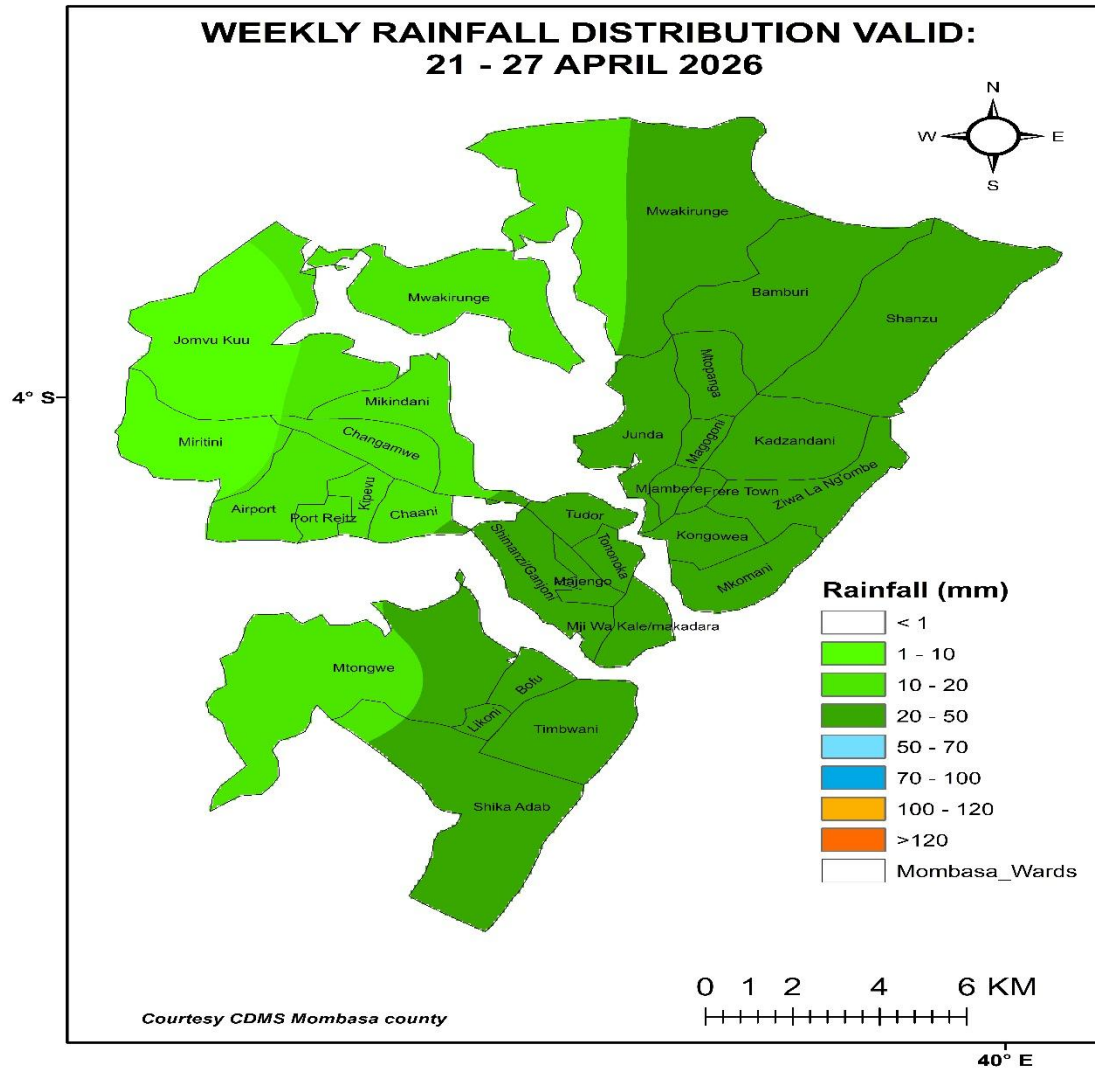 WEEKLY RAINFALL DISTRIBUTION VALID:
21 - 27 APRIL 2026
N
W
E
S
Mwakirunge
Bamburi
Shanzu
Mwakirunge
Jomvu Kuu
Mtopanga
4° S
Mikindani
Miritini
Changamwe
Junda
Magogoni
Kadzandani
Kipevu
Mjambere
Frere Town
Ziwa La Ng'ombe
Airport
Port Reitz
Chaani
Tudor
Kongowea
Shimanzi/Ganjoni
Tononoka
Majengo
Mkomani
Mji Wa Kale/makadara
Mtongwe
Bofu
Likoni
Timbwani
Shika Adab
Rainfall (mm)
< 1
1 - 10
10 - 20
20 - 50
50 - 70
70 - 100
100 - 120
>120
Mombasa_Wards
0 1 2 4 6 KM
Courtesy CDMS Mombasa county
40° E